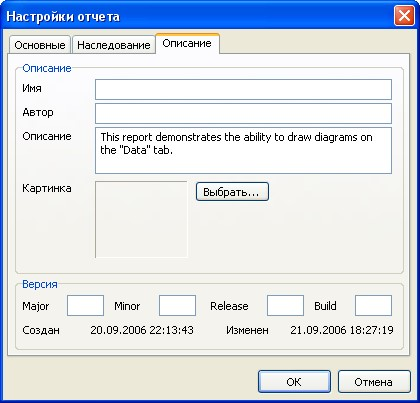 Настройки отчета
Основные Наследование Описание
Описание
Имя
Автор
Описание This report demonstrates the ability to draw diagrams on
the "Data" tab.
Картинка Выбрать...
Версия
Major Minor Release Build
Создан 20.09.2006 22:13:43 Изменен 21.09.2006 18:27:19
OK Отмена